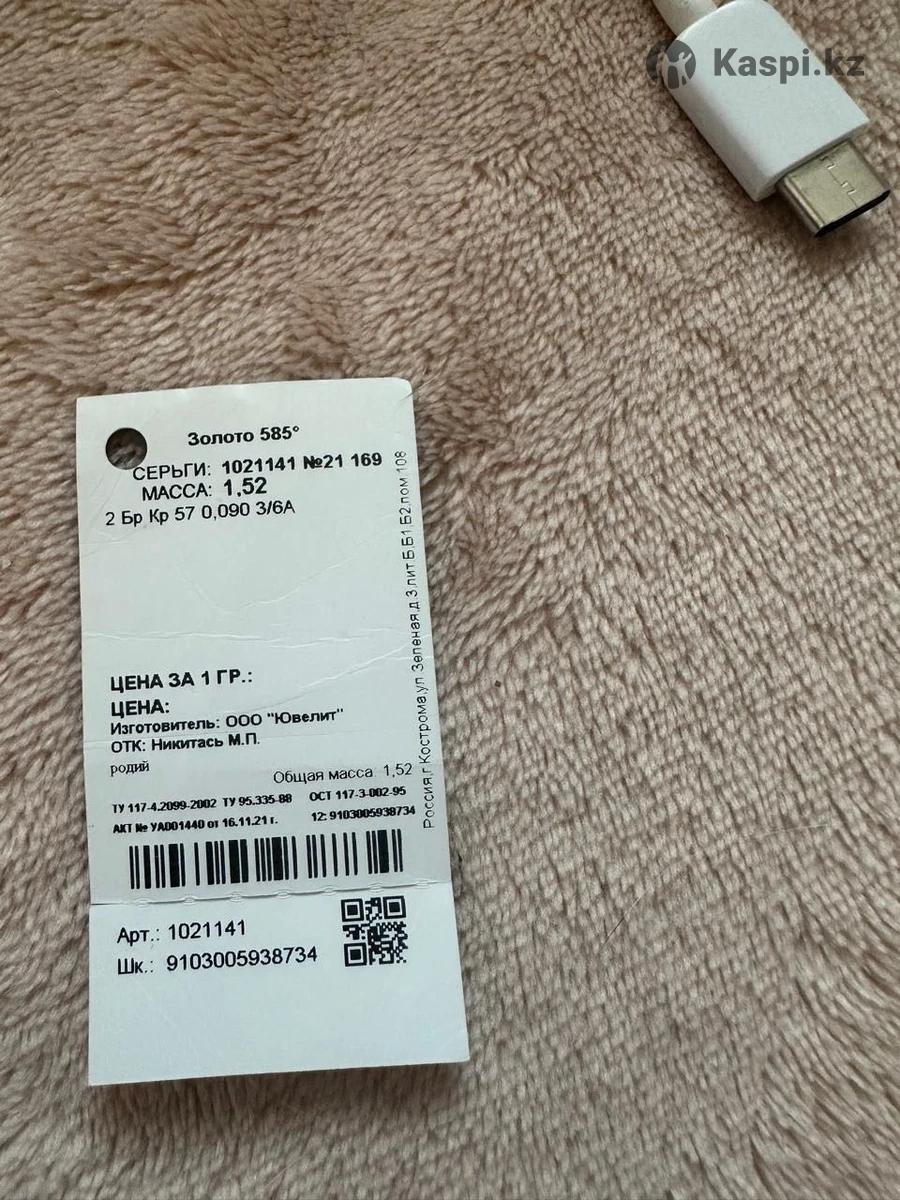 Kaspi.kz
Золото 585°
СЕРЬГИ: 1021141 №21 169
МАССА: 1,52
2 Бр Кр 57 0,090 3/6А
ЦЕНА ЗА 1 ГР.:
ЦЕНА:
Изготовитель: ООО "Ювелит"
ОТК: Никитась М.П.
родий
Общая масса 1,52
ТУ 117-4.2099-2002 ТУ 95.335-88 ОСТ 117-3-002-95
АКТ № УА001440 от 16.11.21 г. 12: 9103005938734
Россия,г.Кострома,ул.Зеленая,д.3,лит.Б,Б1,Б2,пом 108
Арт.: 1021141
Шк.: 9103005938734